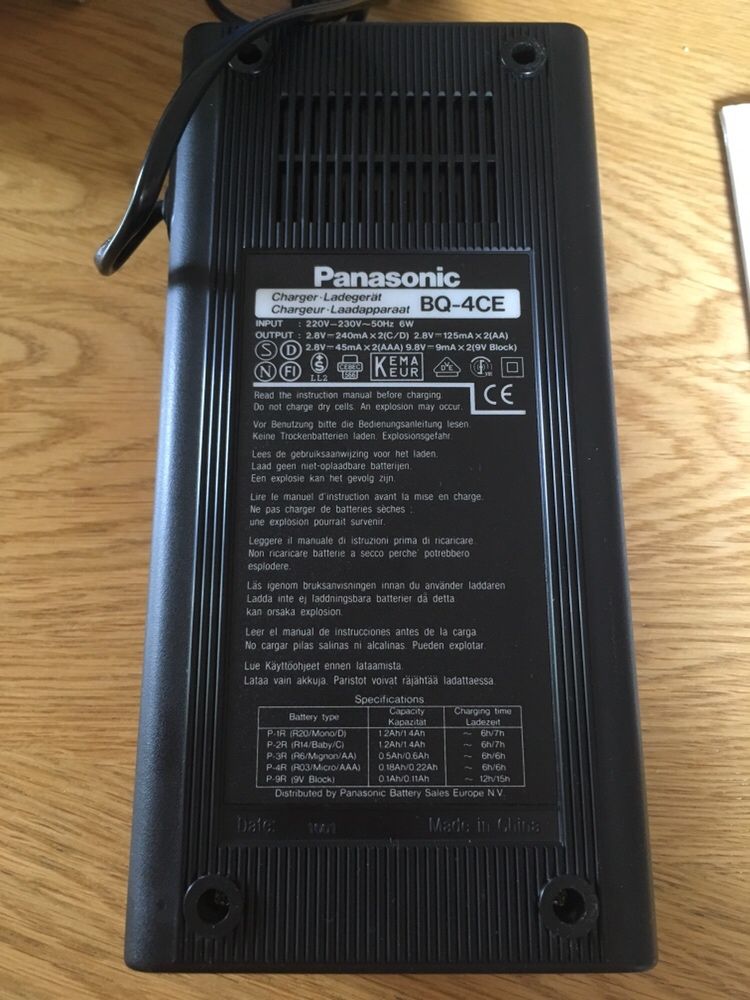 Panasonic
Charger·Ladegerät
Chargeur·Laadapparaat BQ-4CE
INPUT : 220V–230V～50Hz 6W
OUTPUT : 2.8V⎓240mA×2(C/D) 2.8V⎓125mA×2(AA)
2.8V⎓45mA×2(AAA) 9.8V⎓9mA×2(9V Block)
S D N FI
S LL2
CEBEC
KEMA EUR
CE
Read the instruction manual before charging.
Do not charge dry cells. An explosion may occur.
Vor Benutzung bitte die Bedienungsanleitung lesen.
Keine Trockenbatterien laden. Explosionsgefahr.
Lees de gebruiksaanwijzing voor het laden.
Laad geen niet-oplaadbare batterijen.
Een explosie kan het gevolg zijn.
Lire le manuel d'instruction avant la mise en charge.
Ne pas charger de batteries sèches :
une explosion pourrait survenir.
Leggere il manuale di istruzioni prima di ricaricare.
Non ricaricare batterie a secco perche' potrebbero
esplodere.
Läs igenom bruksanvisningen innan du använder laddaren
Ladda inte ej laddningsbara batterier då detta
kan orsaka explosion.
Leer el manual de instrucciones antes de la carga.
No cargar pilas salinas ni alcalinas. Pueden explotar.
Lue Käyttöohjeet ennen lataamista.
Lataa vain akkuja. Paristot voivat räjähtää ladattaessa.
Specifications
Battery type Capacity Kapazität Charging time Ladezeit
P-1R (R20/Mono/D) 1.2Ah/1.4Ah ～ 6h/7h
P-2R (R14/Baby/C) 1.2Ah/1.4Ah ～ 6h/7h
P-3R (R6/Mignon/AA) 0.5Ah/0.6Ah ～ 6h/6h
P-4R (R03/Micro/AAA) 0.18Ah/0.22Ah ～ 6h/6h
P-9R (9V Block) 0.1Ah/0.11Ah ～ 12h/15h
Distributed by Panasonic Battery Sales Europe N.V.
Date: 1001 Made in China